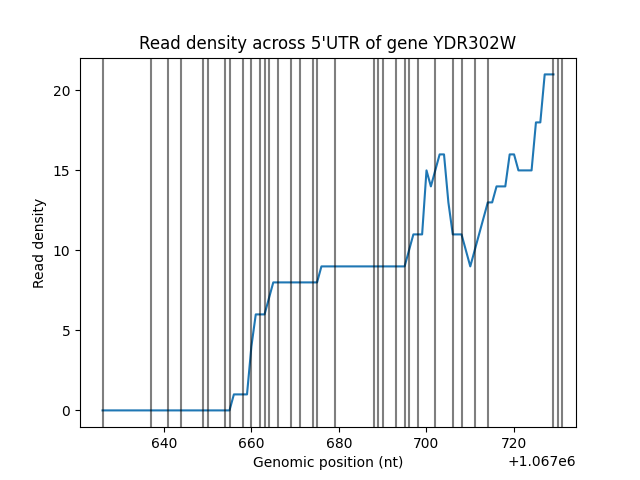 Read density across 5'UTR of gene YDR302W
Read density
20
15
10
5
0
640 660 680 700 720
+1.067e6
Genomic position (nt)